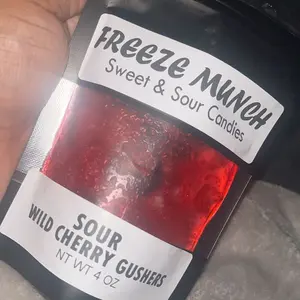 FREEZE MUNCH
Sweet & Sour Candies
SOUR
WILD CHERRY GUSHERS
NT WT 4 OZ